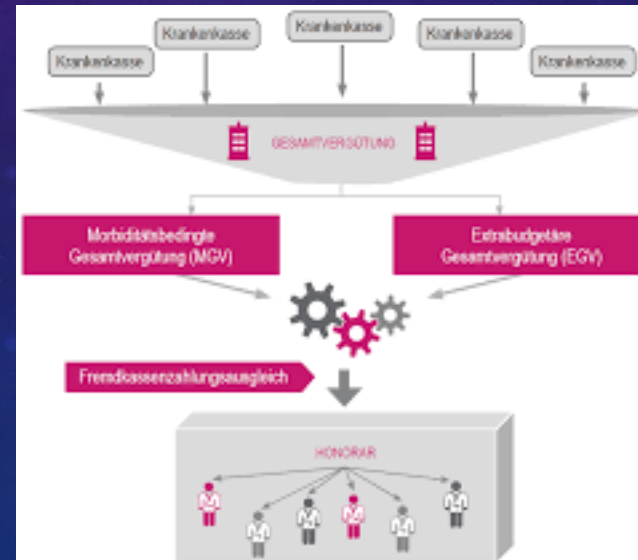 Krankenkasse
Krankenkasse
Krankenkasse
Krankenkasse
Krankenkasse
GESAMTVERGÜTUNG
Morbiditätsbedingte
Gesamtvergütung (MGV)
Extrabudgetäre
Gesamtvergütung (EGV)
Fremdkassenzahlungsausgleich
HONORAR